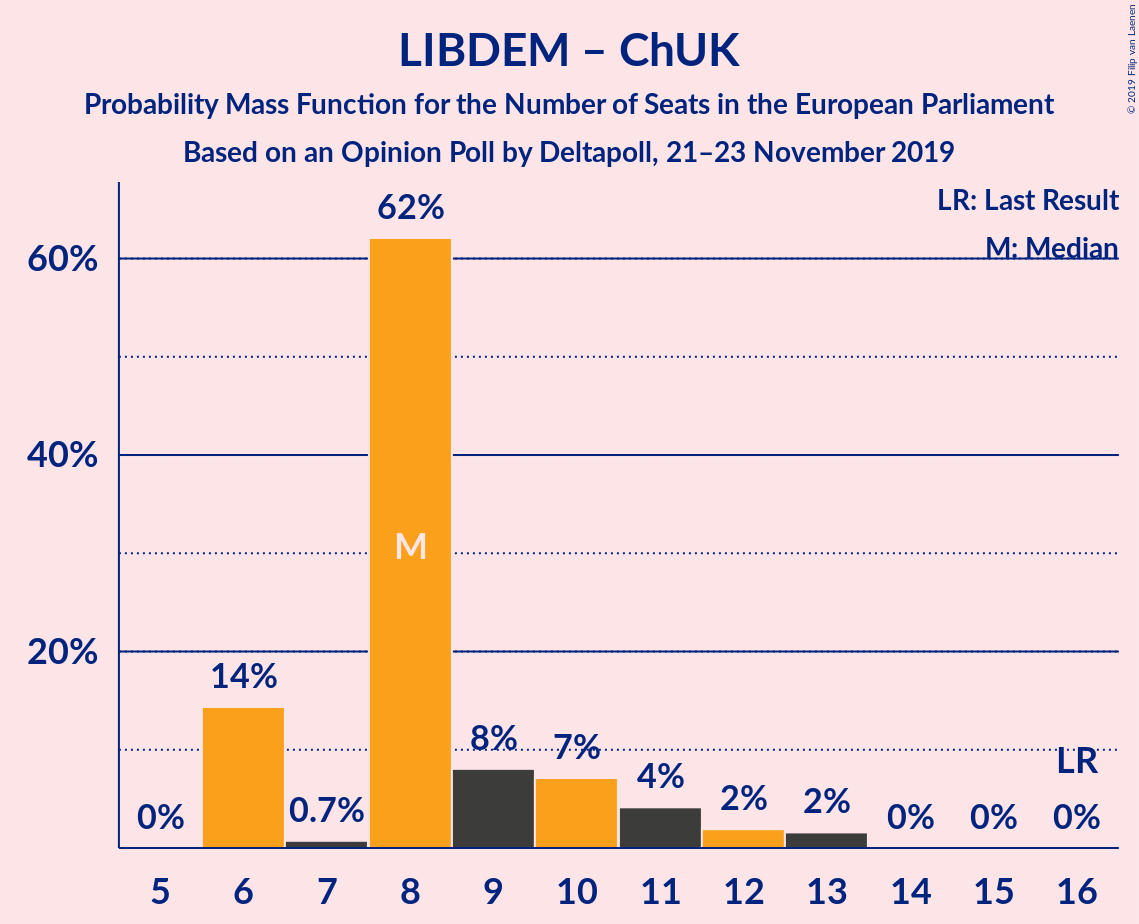 LIBDEM – ChUK
Probability Mass Function for the Number of Seats in the European Parliament
Based on an Opinion Poll by Deltapoll, 21–23 November 2019
© 2019 Filip van Laenen
LR: Last Result
M: Median
60%
40%
20%
0%
14%
0.7%
62%
M
8%
7%
4%
2%
2%
0%
0%
LR
0%
5 6 7 8 9 10 11 12 13 14 15 16